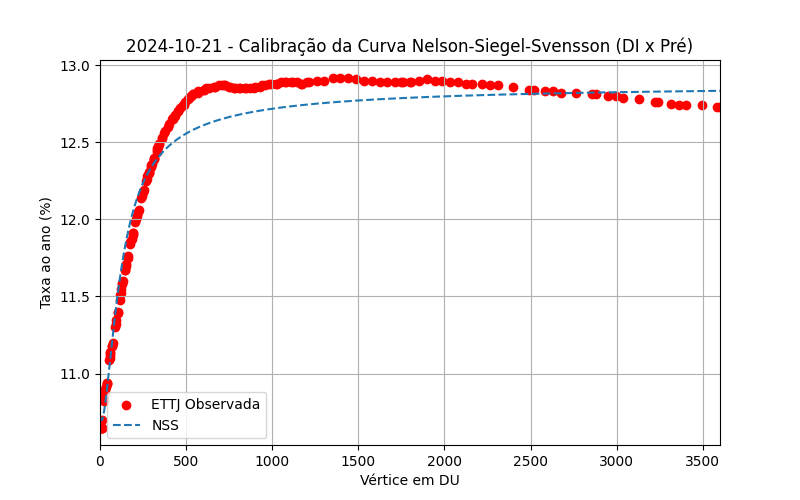 2024-10-21 - Calibração da Curva Nelson-Siegel-Svensson (DI x Pré)
13.0
12.5
12.0
11.5
11.0
Taxa ao ano (%)
ETTJ Observada
NSS
0 500 1000 1500 2000 2500 3000 3500
Vértice em DU